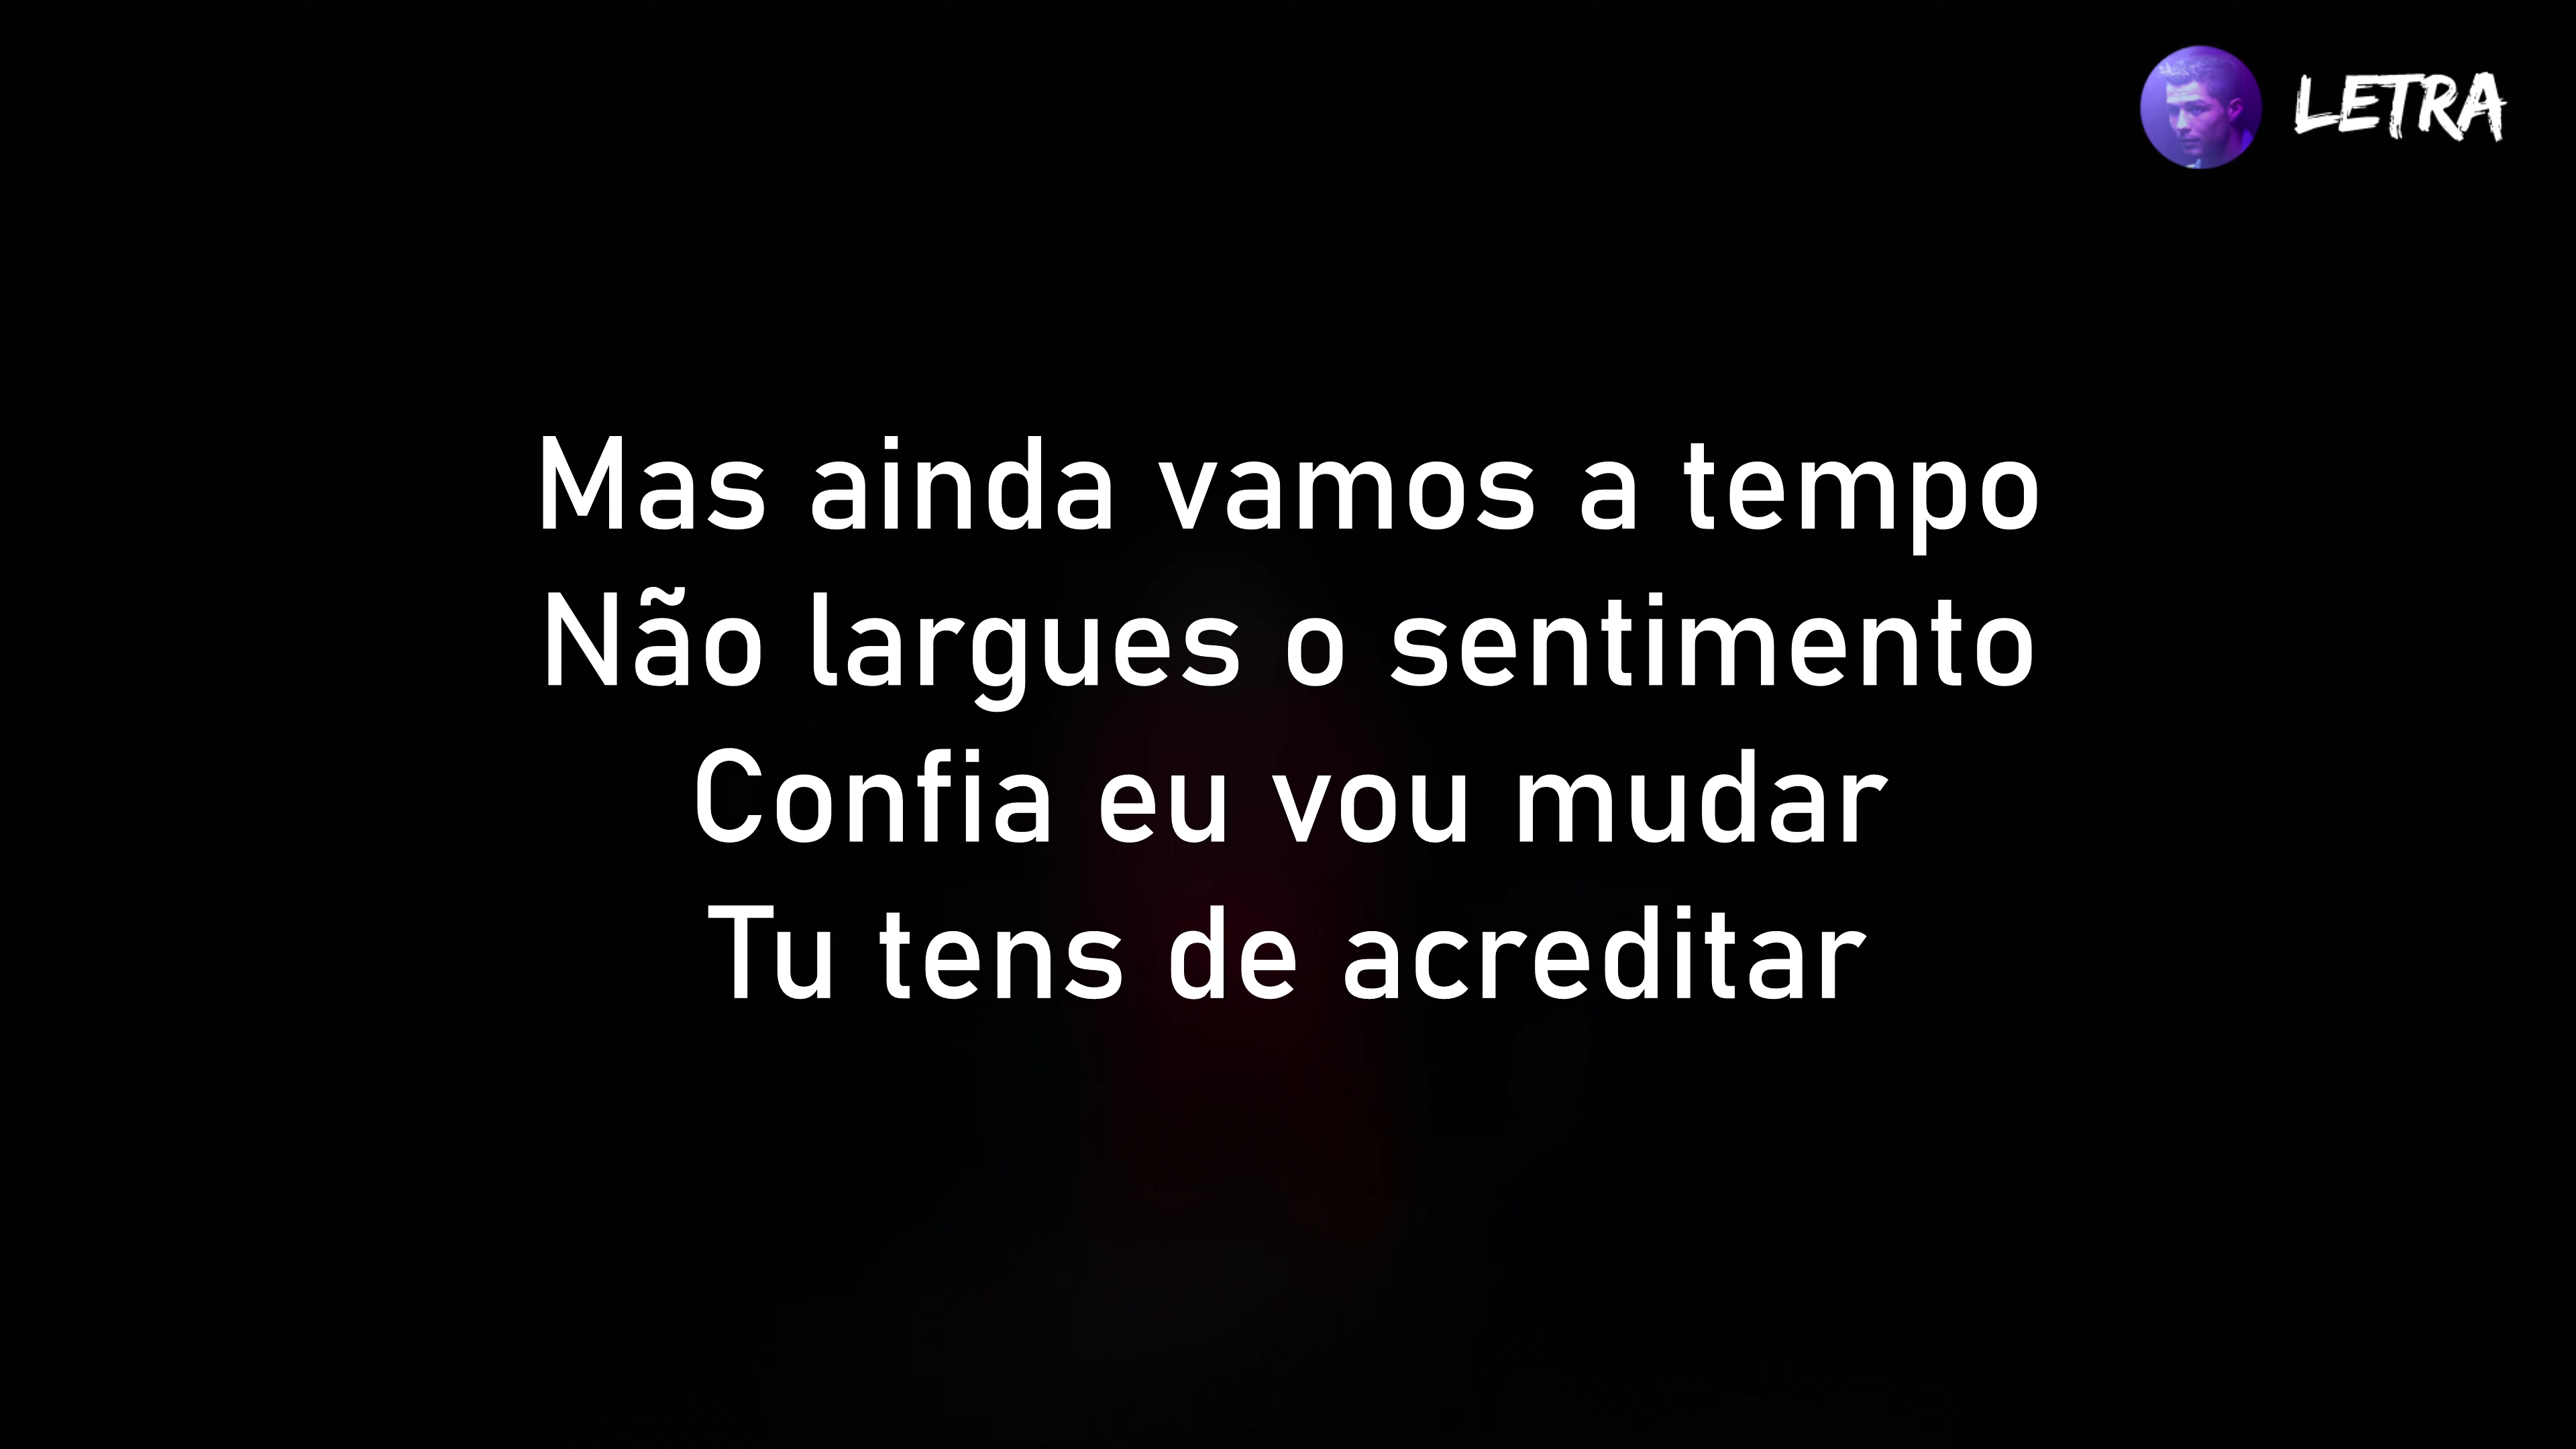 LETRA
Mas ainda vamos a tempo
Não largues o sentimento
Confia eu vou mudar
Tu tens de acreditar